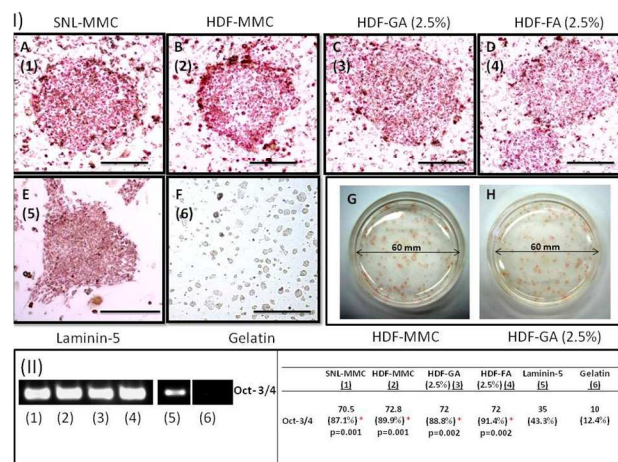 I)
SNL-MMC HDF-MMC HDF-GA (2.5%) HDF-FA (2.5%)
A B C D
(1) (2) (3) (4)
E F G H
(5) (6)
60 mm 60 mm
Laminin-5 Gelatin HDF-MMC HDF-GA (2.5%)
(II)
Oct-3/4
(1) (2) (3) (4) (5) (6)
SNL-MMC HDF-MMC HDF-GA HDF-FA Laminin-5 Gelatin
(1) (2) (2.5%) (3) (2.5%) (4) (5) (6)
70.5 72.8 72 72 35 10
Oct-3/4 (87.1%) * (89.9%) * (88.8%) * (91.4%) * (43.3%) (12.4%)
p=0.001 p=0.001 p=0.002 p=0.002